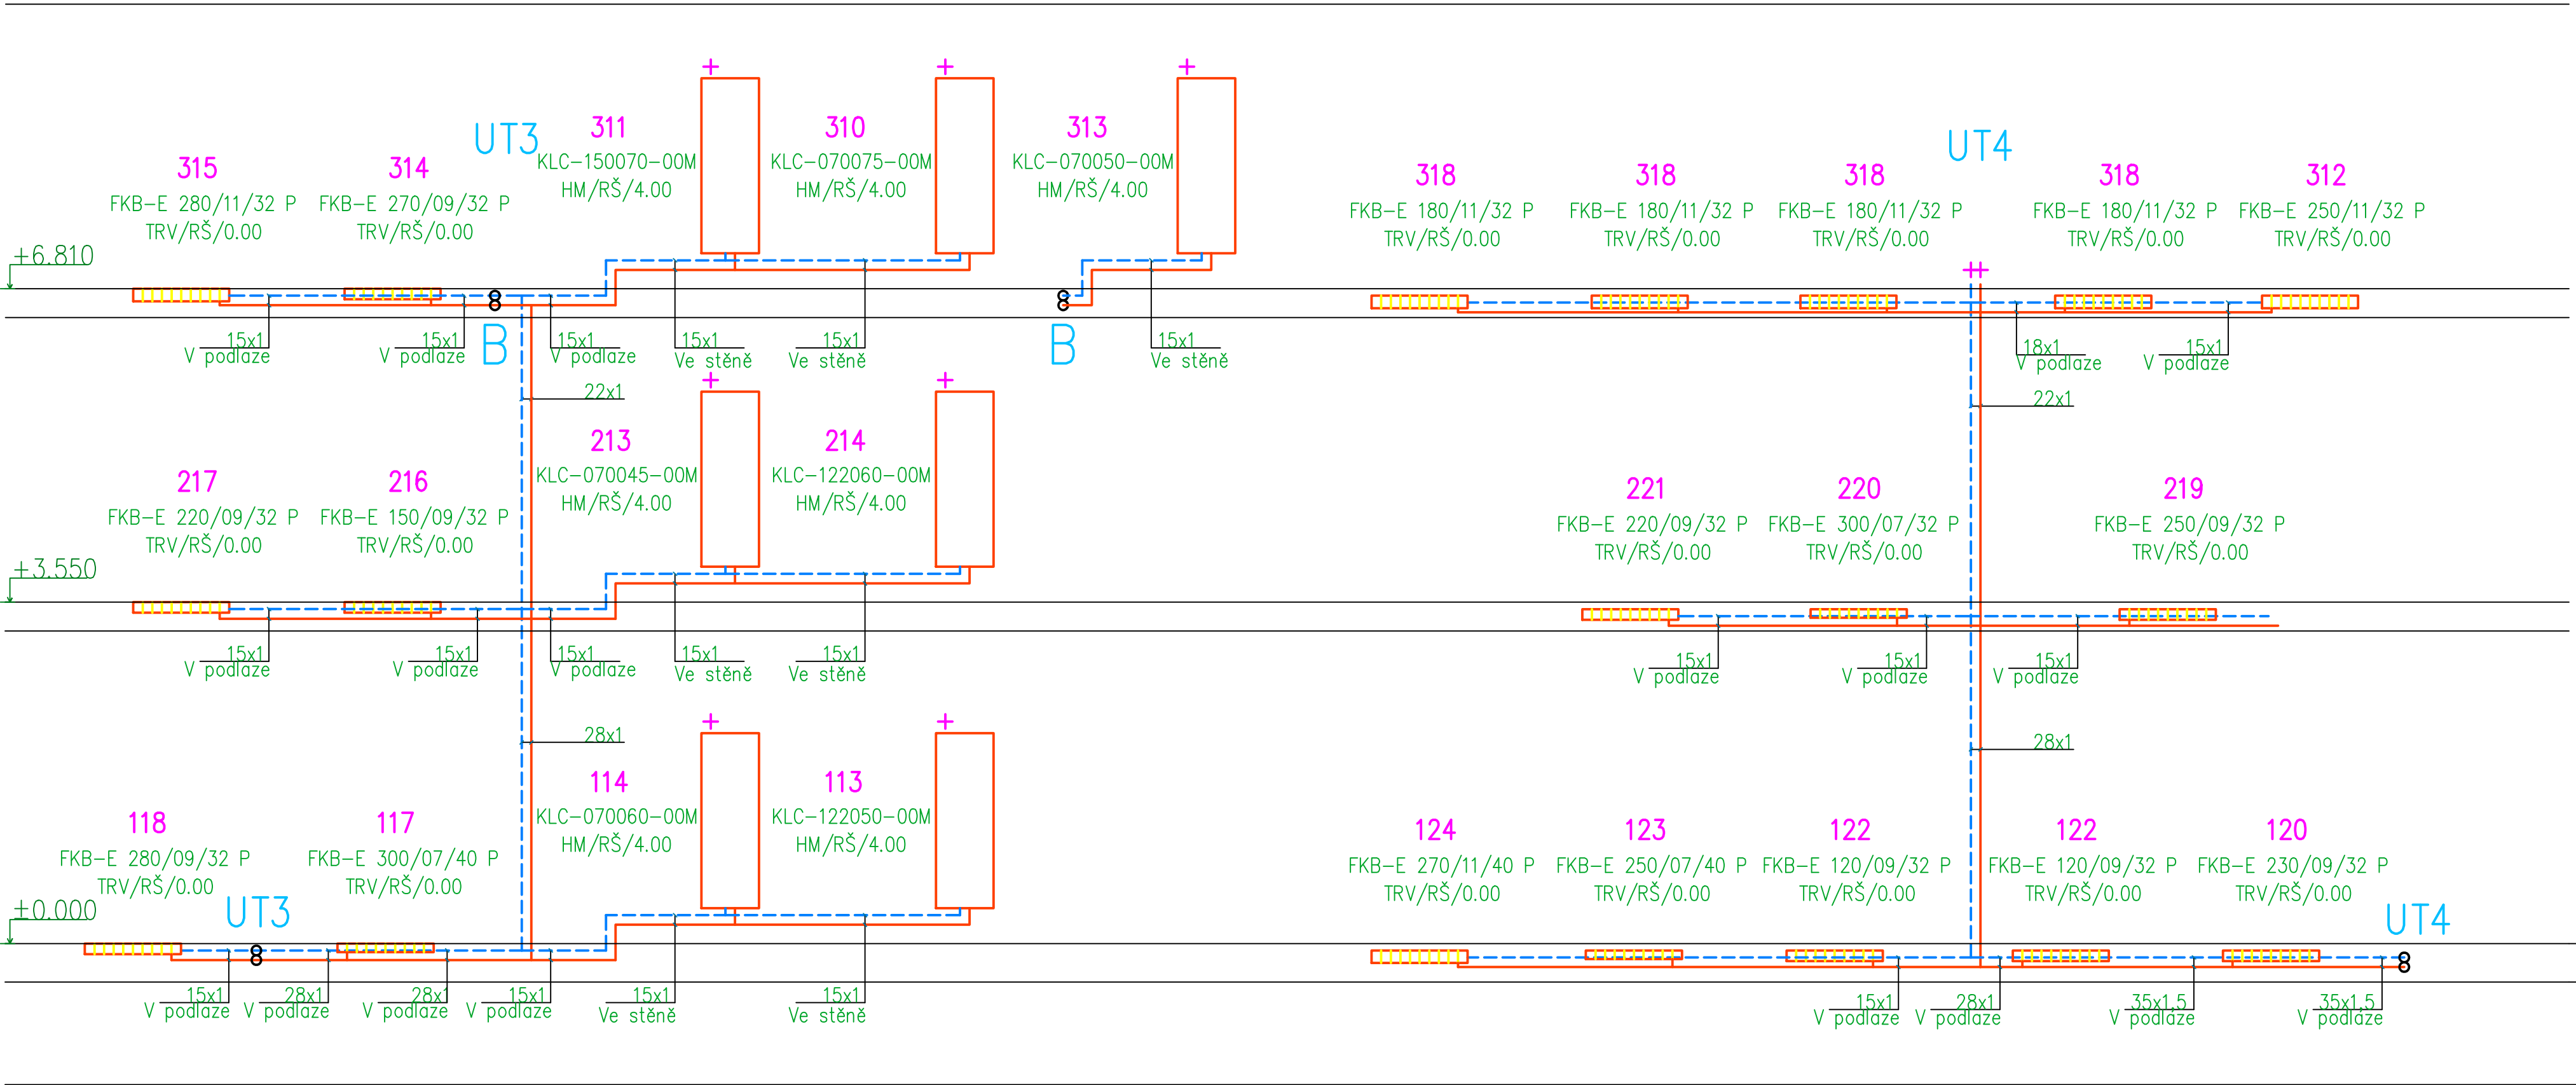 UT3
311
310
313
UT4
KLC-150070-00M
HM/RŠ/4.00
KLC-070075-00M
HM/RŠ/4.00
KLC-070050-00M
HM/RŠ/4.00
315
FKB-E 280/11/32 P
TRV/RŠ/0.00
314
FKB-E 270/09/32 P
TRV/RŠ/0.00
318
FKB-E 180/11/32 P
TRV/RŠ/0.00
318
FKB-E 180/11/32 P
TRV/RŠ/0.00
318
FKB-E 180/11/32 P
TRV/RŠ/0.00
318
FKB-E 180/11/32 P
TRV/RŠ/0.00
312
FKB-E 250/11/32 P
TRV/RŠ/0.00
+6.810
15x1
V podlaze
15x1
V podlaze
B
15x1
V podlaze
15x1
Ve stěně
15x1
Ve stěně
B
15x1
Ve stěně
18x1
V podlaze
15x1
V podlaze
22x1
22x1
213
KLC-070045-00M
HM/RŠ/4.00
214
KLC-122060-00M
HM/RŠ/4.00
217
FKB-E 220/09/32 P
TRV/RŠ/0.00
216
FKB-E 150/09/32 P
TRV/RŠ/0.00
221
FKB-E 220/09/32 P
TRV/RŠ/0.00
220
FKB-E 300/07/32 P
TRV/RŠ/0.00
219
FKB-E 250/09/32 P
TRV/RŠ/0.00
+3.550
15x1
V podlaze
15x1
V podlaze
15x1
V podlaze
15x1
Ve stěně
15x1
Ve stěně
15x1
V podlaze
15x1
V podlaze
15x1
V podlaze
28x1
28x1
114
KLC-070060-00M
HM/RŠ/4.00
113
KLC-122050-00M
HM/RŠ/4.00
118
FKB-E 280/09/32 P
TRV/RŠ/0.00
117
FKB-E 300/07/40 P
TRV/RŠ/0.00
124
FKB-E 270/11/40 P
TRV/RŠ/0.00
123
FKB-E 250/07/40 P
TRV/RŠ/0.00
122
FKB-E 120/09/32 P
TRV/RŠ/0.00
122
FKB-E 120/09/32 P
TRV/RŠ/0.00
120
FKB-E 230/09/32 P
TRV/RŠ/0.00
±0.000
UT3
UT4
15x1
V podlaze
28x1
V podlaze
28x1
V podlaze
15x1
V podlaze
15x1
Ve stěně
15x1
Ve stěně
15x1
V podlaze
28x1
V podlaze
35x1,5
V podlaze
35x1,5
V podlaze